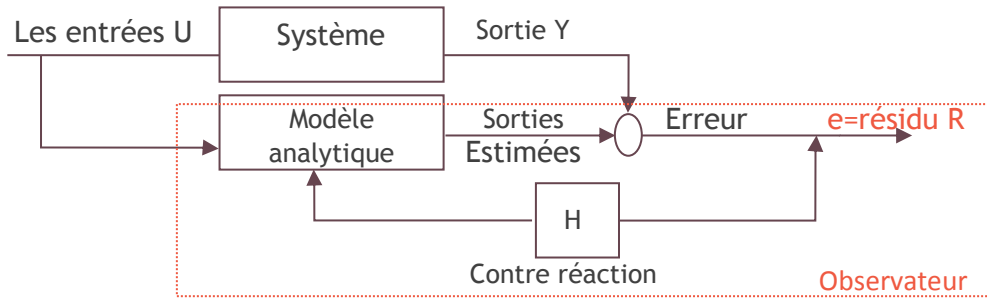 Les entrées U
Système
Sortie Y
Modèle
analytique
Sorties
Estimées
Erreur
e=résidu R
H
Contre réaction
Observateur